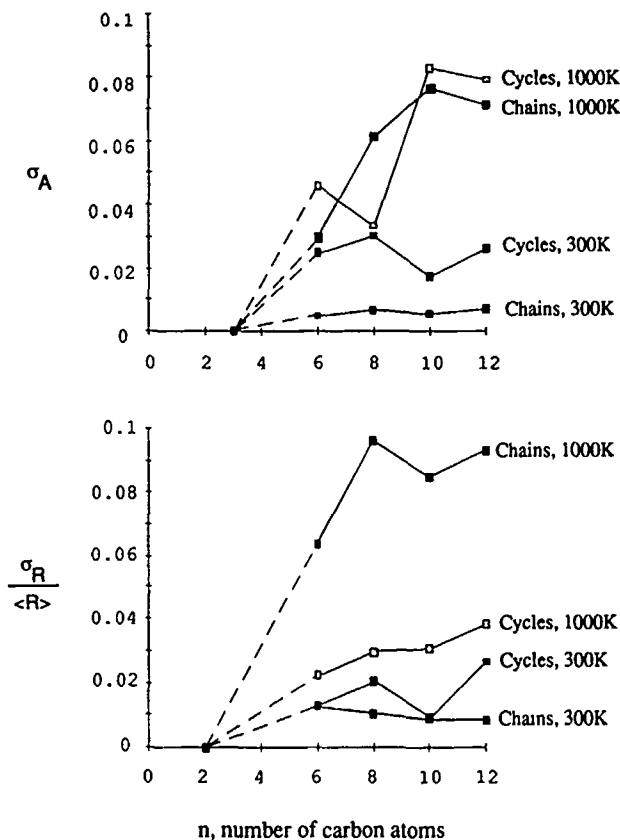 0.1
0.08
0.06
0.04
0.02
0
σA
Cycles, 1000K
Chains, 1000K
Cycles, 300K
Chains, 300K
0 2 4 6 8 10 12
0.1
0.08
0.06
0.04
0.02
0
σR
<R>
Chains, 1000K
Cycles, 1000K
Cycles, 300K
Chains, 300K
0 2 4 6 8 10 12
n, number of carbon atoms